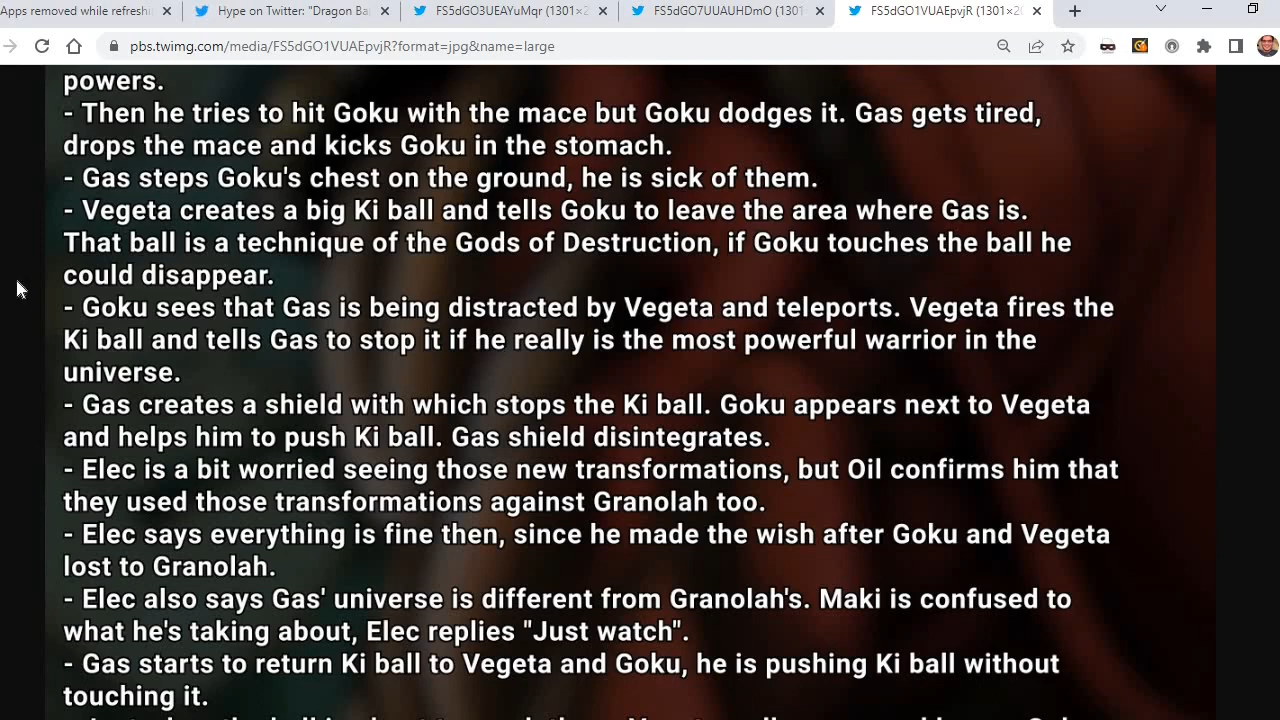 Apps removed while refreshin
Hype on Twitter: "Dragon Ba
FS5dGO3UEAYuMqr (1301×2
FS5dGO7UUAUHDmO (1301
FS5dGO1VUAEpvjR (1301×20
pbs.twimg.com/media/FS5dGO1VUAEpvjR?format=jpg&name=large
powers.
- Then he tries to hit Goku with the mace but Goku dodges it. Gas gets tired,
drops the mace and kicks Goku in the stomach.
- Gas steps Goku's chest on the ground, he is sick of them.
- Vegeta creates a big Ki ball and tells Goku to leave the area where Gas is.
That ball is a technique of the Gods of Destruction, if Goku touches the ball he
could disappear.
- Goku sees that Gas is being distracted by Vegeta and teleports. Vegeta fires the
Ki ball and tells Gas to stop it if he really is the most powerful warrior in the
universe.
- Gas creates a shield with which stops the Ki ball. Goku appears next to Vegeta
and helps him to push Ki ball. Gas shield disintegrates.
- Elec is a bit worried seeing those new transformations, but Oil confirms him that
they used those transformations against Granolah too.
- Elec says everything is fine then, since he made the wish after Goku and Vegeta
lost to Granolah.
- Elec also says Gas' universe is different from Granolah's. Maki is confused to
what he's taking about, Elec replies "Just watch".
- Gas starts to return Ki ball to Vegeta and Goku, he is pushing Ki ball without
touching it.